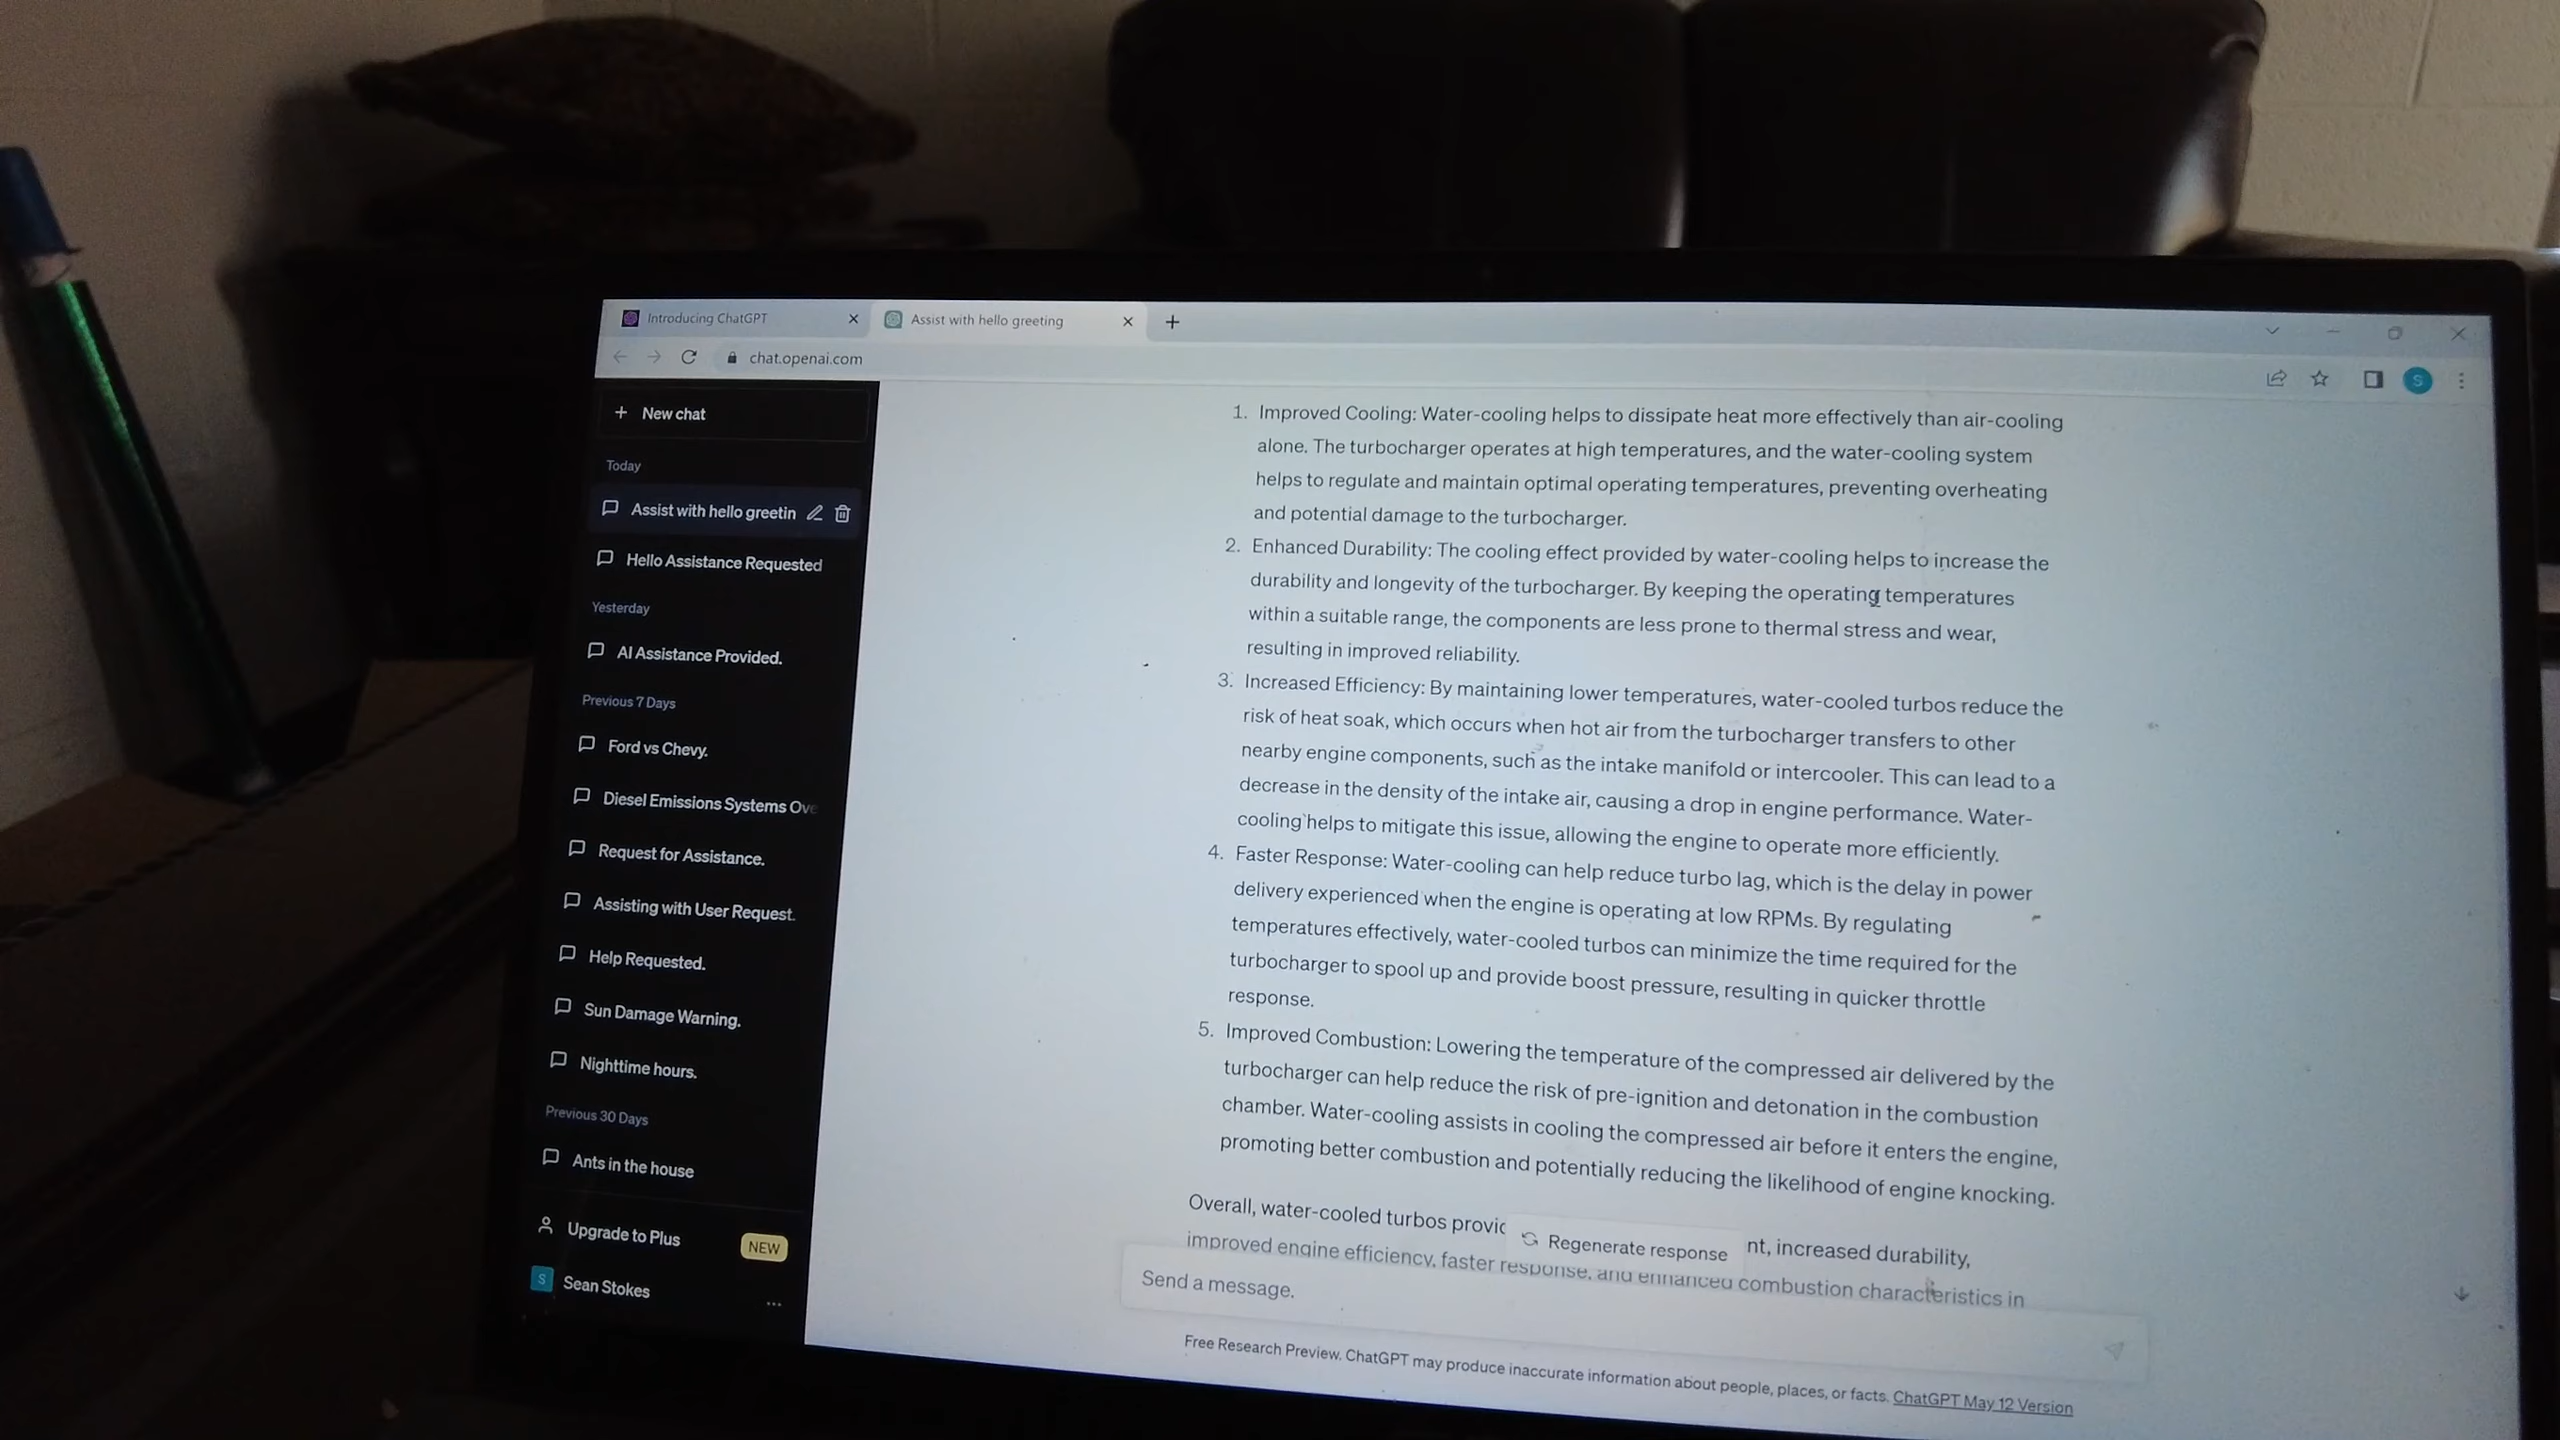 Introducing ChatGPT
Assist with hello greeting
chat.openai.com
S
New chat
Today
Assist with hello greetin
Hello Assistance Requested
Yesterday
AI Assistance Provided.
Previous 7 Days
Ford vs Chevy.
Diesel Emissions Systems Ove
Request for Assistance.
Assisting with User Request.
Help Requested.
Sun Damage Warning.
Nighttime hours.
Previous 30 Days
Ants in the house
Upgrade to Plus
NEW
S
Sean Stokes
1. Improved Cooling: Water-cooling helps to dissipate heat more effectively than air-cooling
alone. The turbocharger operates at high temperatures, and the water-cooling system
helps to regulate and maintain optimal operating temperatures, preventing overheating
and potential damage to the turbocharger.
2. Enhanced Durability: The cooling effect provided by water-cooling helps to increase the
durability and longevity of the turbocharger. By keeping the operating temperatures
within a suitable range, the components are less prone to thermal stress and wear,
resulting in improved reliability.
3. Increased Efficiency: By maintaining lower temperatures, water-cooled turbos reduce the
risk of heat soak, which occurs when hot air from the turbocharger transfers to other
nearby engine components, such as the intake manifold or intercooler. This can lead to a
decrease in the density of the intake air, causing a drop in engine performance. Water-
cooling helps to mitigate this issue, allowing the engine to operate more efficiently.
4. Faster Response: Water-cooling can help reduce turbo lag, which is the delay in power
delivery experienced when the engine is operating at low RPMs. By regulating
temperatures effectively, water-cooled turbos can minimize the time required for the
turbocharger to spool up and provide boost pressure, resulting in quicker throttle
response.
5. Improved Combustion: Lowering the temperature of the compressed air delivered by the
turbocharger can help reduce the risk of pre-ignition and detonation in the combustion
chamber. Water-cooling assists in cooling the compressed air before it enters the engine,
promoting better combustion and potentially reducing the likelihood of engine knocking.
Overall, water-cooled turbos provid nt, increased durability,
improved engine efficiency, faster response, and enhanced combustion characteristics in
Regenerate response
Send a message.
Free Research Preview. ChatGPT may produce inaccurate information about people, places, or facts. ChatGPT May 12 Version